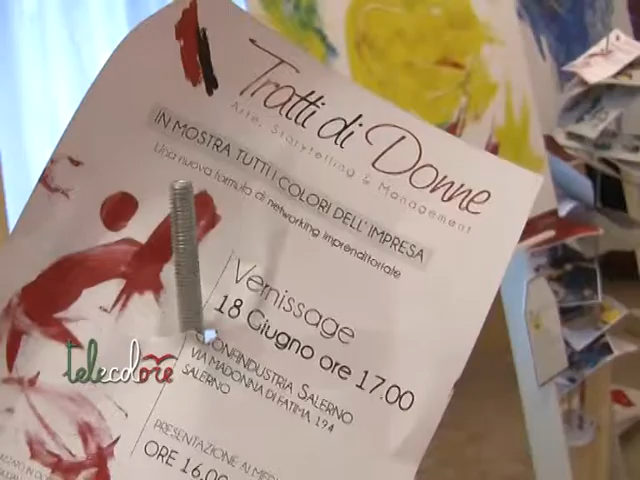 Tratti di Donne
Arte, Storytelling & Management
IN MOSTRA TUTTI I COLORI DELL'IMPRESA
Una nuova formula di networking imprenditoriale
Vernissage
18 Giugno ore 17.00
CONFINDUSTRIA SALERNO
VIA MADONNA DI FATIMA, 194
SALERNO
telecolore
PRESENTAZIONE AI
ORE 16.00